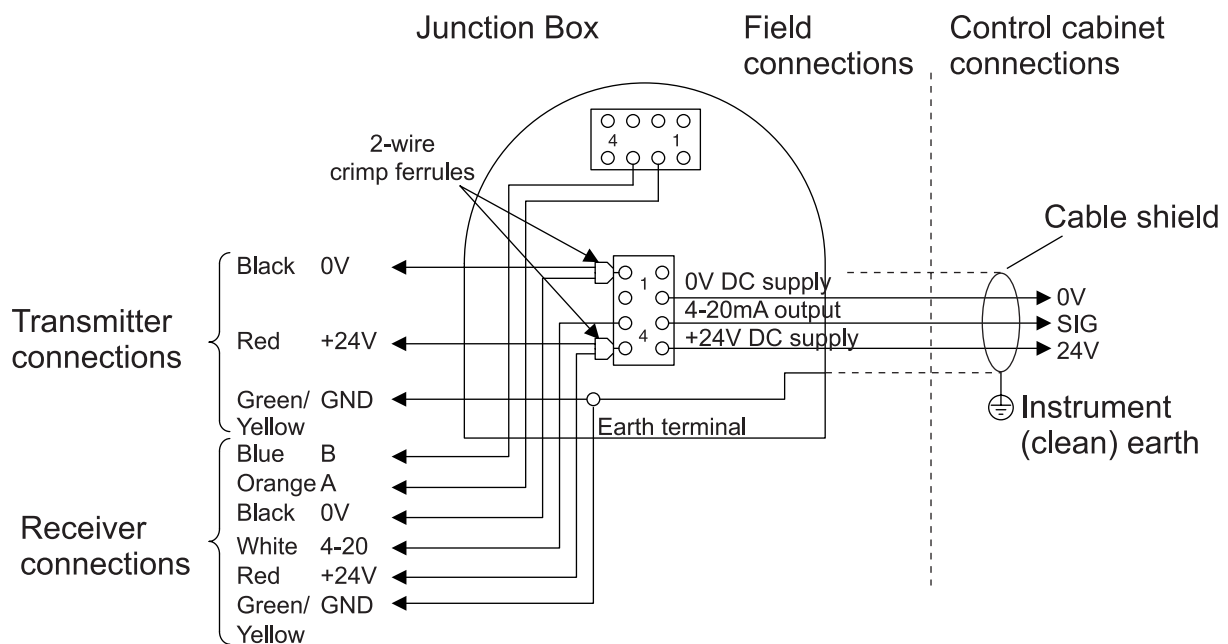 Junction Box
Field
connections
Control cabinet
connections
4 1
2-wire
crimp ferrules
Cable shield
Transmitter
connections
Black 0V
Red +24V
Green/ GND
Yellow
1
4
0V DC supply
4-20mA output
+24V DC supply
0V
SIG
24V
Earth terminal
Instrument
(clean) earth
Receiver
connections
Blue B
Orange A
Black 0V
White 4-20
Red +24V
Green/ GND
Yellow